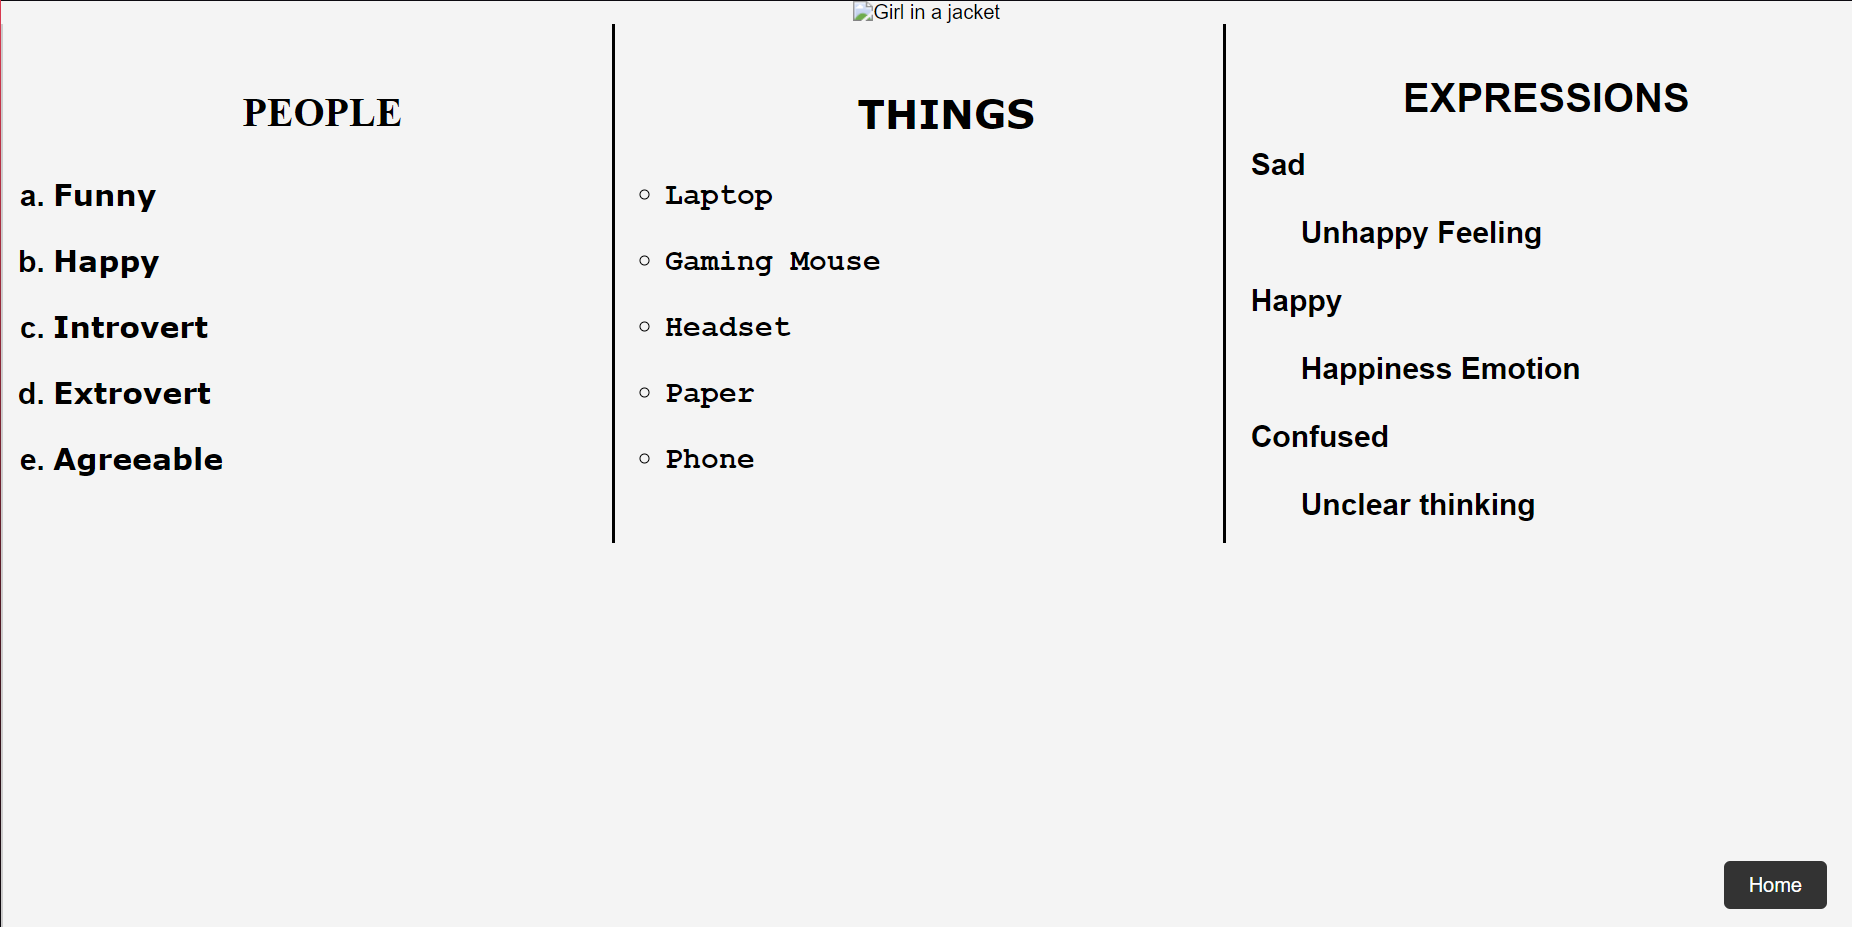 Girl in a jacket
PEOPLE
a. Funny
b. Happy
c. Introvert
d. Extrovert
e. Agreeable
THINGS
Laptop
Gaming Mouse
Headset
Paper
Phone
EXPRESSIONS
Sad
Unhappy Feeling
Happy
Happiness Emotion
Confused
Unclear thinking
Home